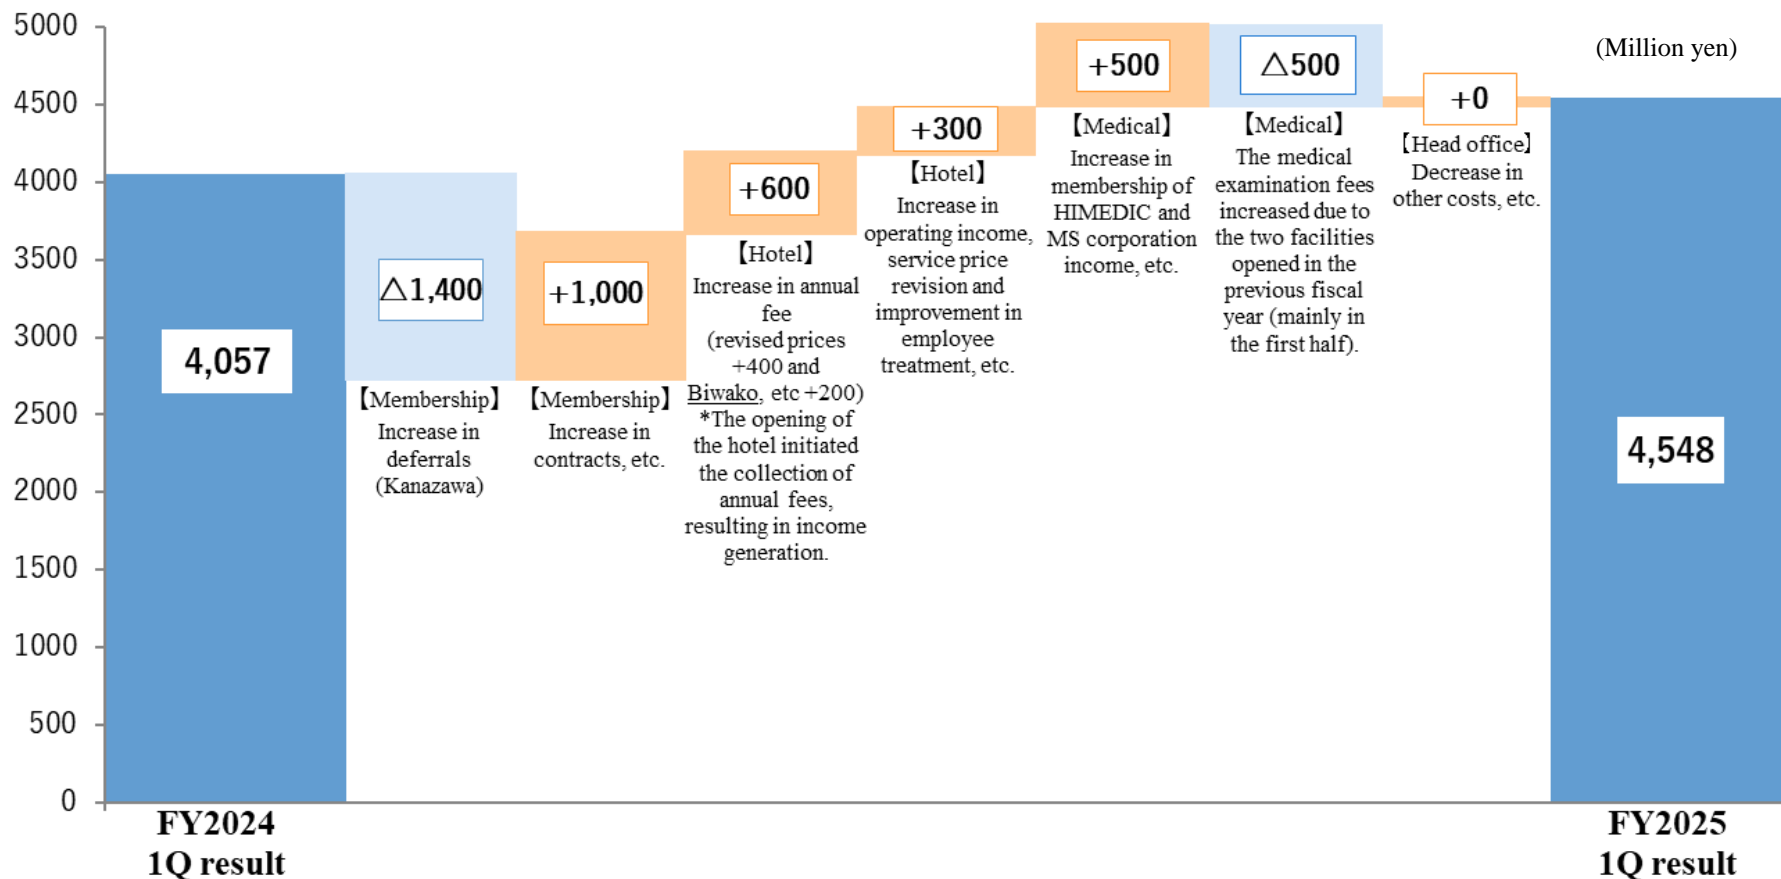 (Million yen)
5000
4500
4000
3500
3000
2500
2000
1500
1000
500
0
4,057
△1,400
【Membership】
Increase in
deferrals
(Kanazawa)
+1,000
【Membership】
Increase in
contracts, etc.
+600
【Hotel】
Increase in annual
fee
(revised prices
+400 and
Biwako, etc +200)
*The opening of
the hotel initiated
the collection of
annual fees,
resulting in income
generation.
+300
【Hotel】
Increase in
operating income,
service price
revision and
improvement in
employee
treatment, etc.
+500
【Medical】
Increase in
membership of
HIMEDIC and
MS corporation
income, etc.
△500
【Medical】
The medical
examination fees
increased due to
the two facilities
opened in the
previous fiscal
year (mainly in
the first half).
+0
【Head office】
Decrease in
other costs, etc.
4,548
FY2024
1Q result
FY2025
1Q result